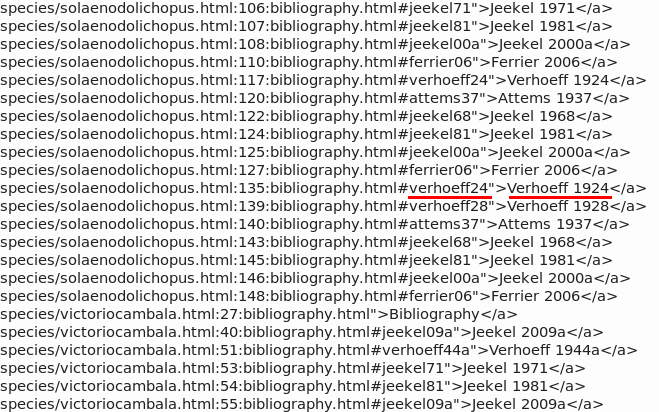 species/solaenodolichopus.html:106:bibliography.html#jeekel71">Jeekel 1971</a>
species/solaenodolichopus.html:107:bibliography.html#jeekel81">Jeekel 1981</a>
species/solaenodolichopus.html:108:bibliography.html#jeekel00a">Jeekel 2000a</a>
species/solaenodolichopus.html:110:bibliography.html#ferrier06">Ferrier 2006</a>
species/solaenodolichopus.html:117:bibliography.html#verhoeff24">Verhoeff 1924</a>
species/solaenodolichopus.html:120:bibliography.html#attems37">Attems 1937</a>
species/solaenodolichopus.html:122:bibliography.html#jeekel68">Jeekel 1968</a>
species/solaenodolichopus.html:124:bibliography.html#jeekel81">Jeekel 1981</a>
species/solaenodolichopus.html:125:bibliography.html#jeekel00a">Jeekel 2000a</a>
species/solaenodolichopus.html:127:bibliography.html#ferrier06">Ferrier 2006</a>
species/solaenodolichopus.html:135:bibliography.html#verhoeff24">Verhoeff 1924</a>
species/solaenodolichopus.html:139:bibliography.html#verhoeff28">Verhoeff 1928</a>
species/solaenodolichopus.html:140:bibliography.html#attems37">Attems 1937</a>
species/solaenodolichopus.html:143:bibliography.html#jeekel68">Jeekel 1968</a>
species/solaenodolichopus.html:145:bibliography.html#jeekel81">Jeekel 1981</a>
species/solaenodolichopus.html:146:bibliography.html#jeekel00a">Jeekel 2000a</a>
species/solaenodolichopus.html:148:bibliography.html#ferrier06">Ferrier 2006</a>
species/victoriocambala.html:27:bibliography.html">Bibliography</a>
species/victoriocambala.html:40:bibliography.html#jeekel09a">Jeekel 2009a</a>
species/victoriocambala.html:51:bibliography.html#verhoeff44a">Verhoeff 1944a</a>
species/victoriocambala.html:53:bibliography.html#jeekel71">Jeekel 1971</a>
species/victoriocambala.html:54:bibliography.html#jeekel81">Jeekel 1981</a>
species/victoriocambala.html:55:bibliography.html#jeekel09a">Jeekel 2009a</a>